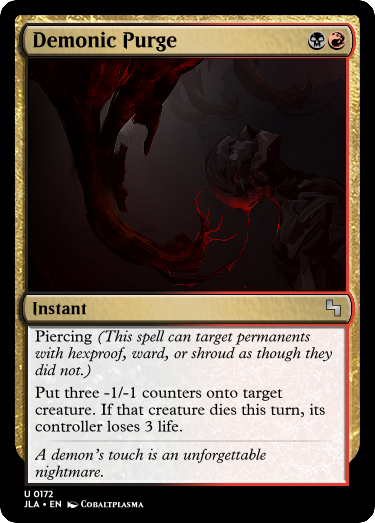 Demonic Purge
Instant
Piercing (This spell can target permanents
with hexproof, ward, or shroud as though they
did not.)
Put three -1/-1 counters onto target
creature. If that creature dies this turn, its
controller loses 3 life.
A demon's touch is an unforgettable
nightmare.
U 0172
JLA • EN Cobaltplasma